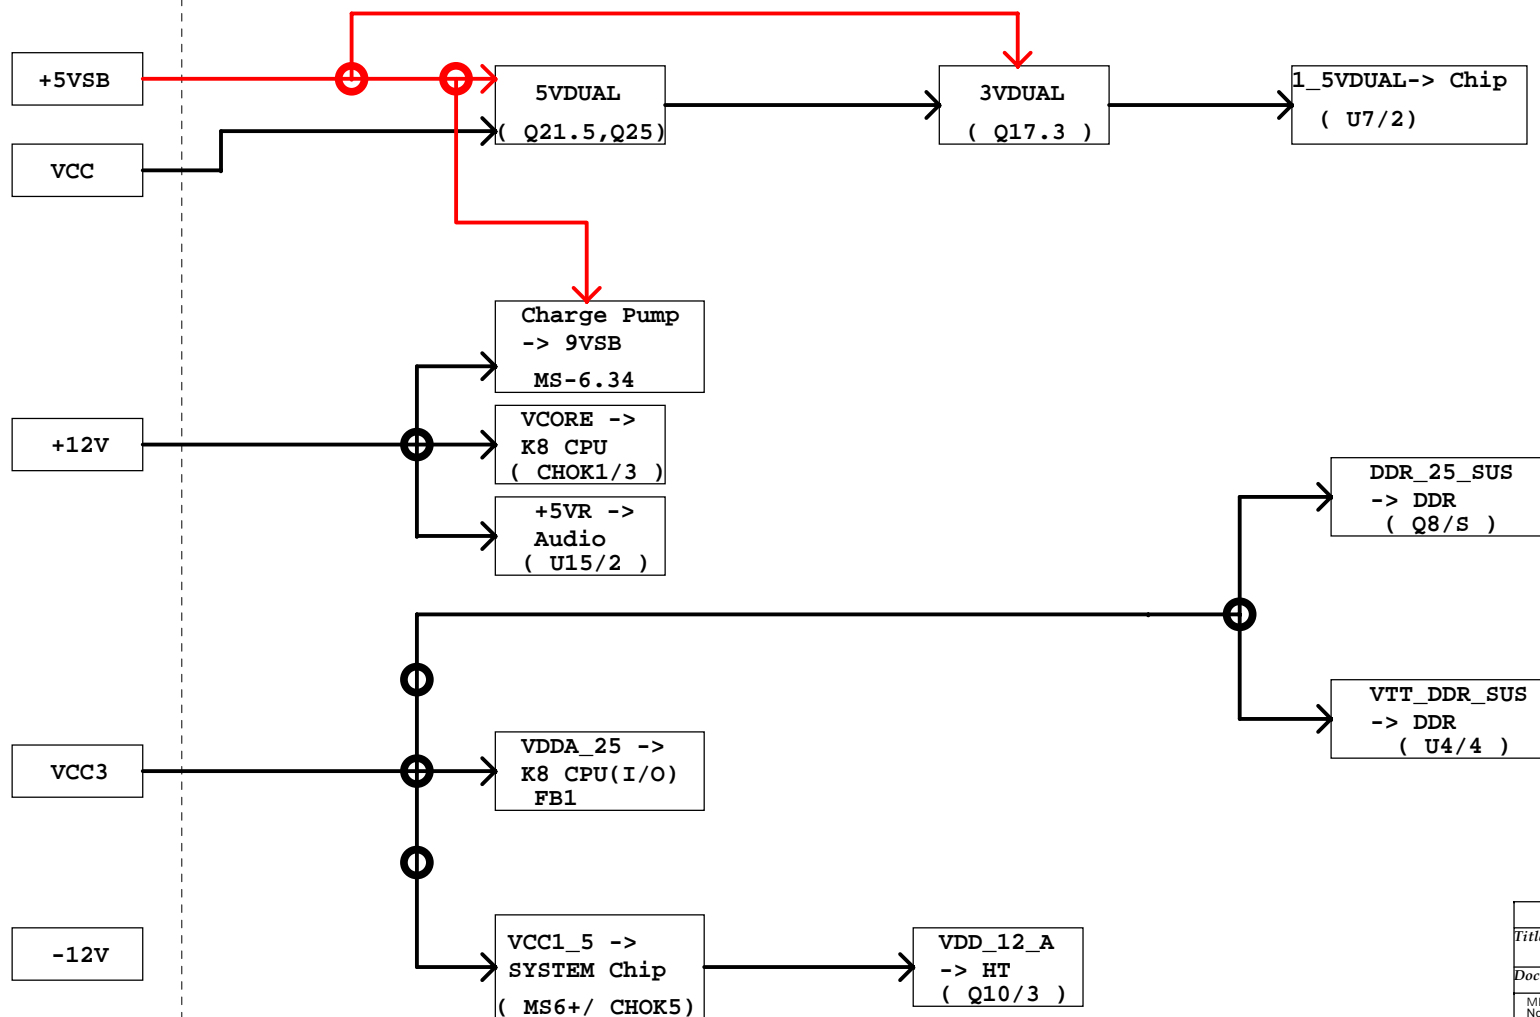 +5VSB
5VDUAL
( Q21.5,Q25)
3VDUAL
( Q17.3 )
1_5VDUAL-> Chip
( U7/2)
VCC
Charge Pump
-> 9VSB
MS-6.34
+12V
VCORE ->
K8 CPU
( CHOK1/3 )
+5VR ->
Audio
( U15/2 )
DDR_25_SUS
-> DDR
( Q8/S )
VTT_DDR_SUS
-> DDR
( U4/4 )
VCC3
VDDA_25 ->
K8 CPU(I/O)
FB1
-12V
VCC1_5 ->
SYSTEM Chip
( MS6+/ CHOK5)
VDD_12_A
-> HT
( Q10/3 )